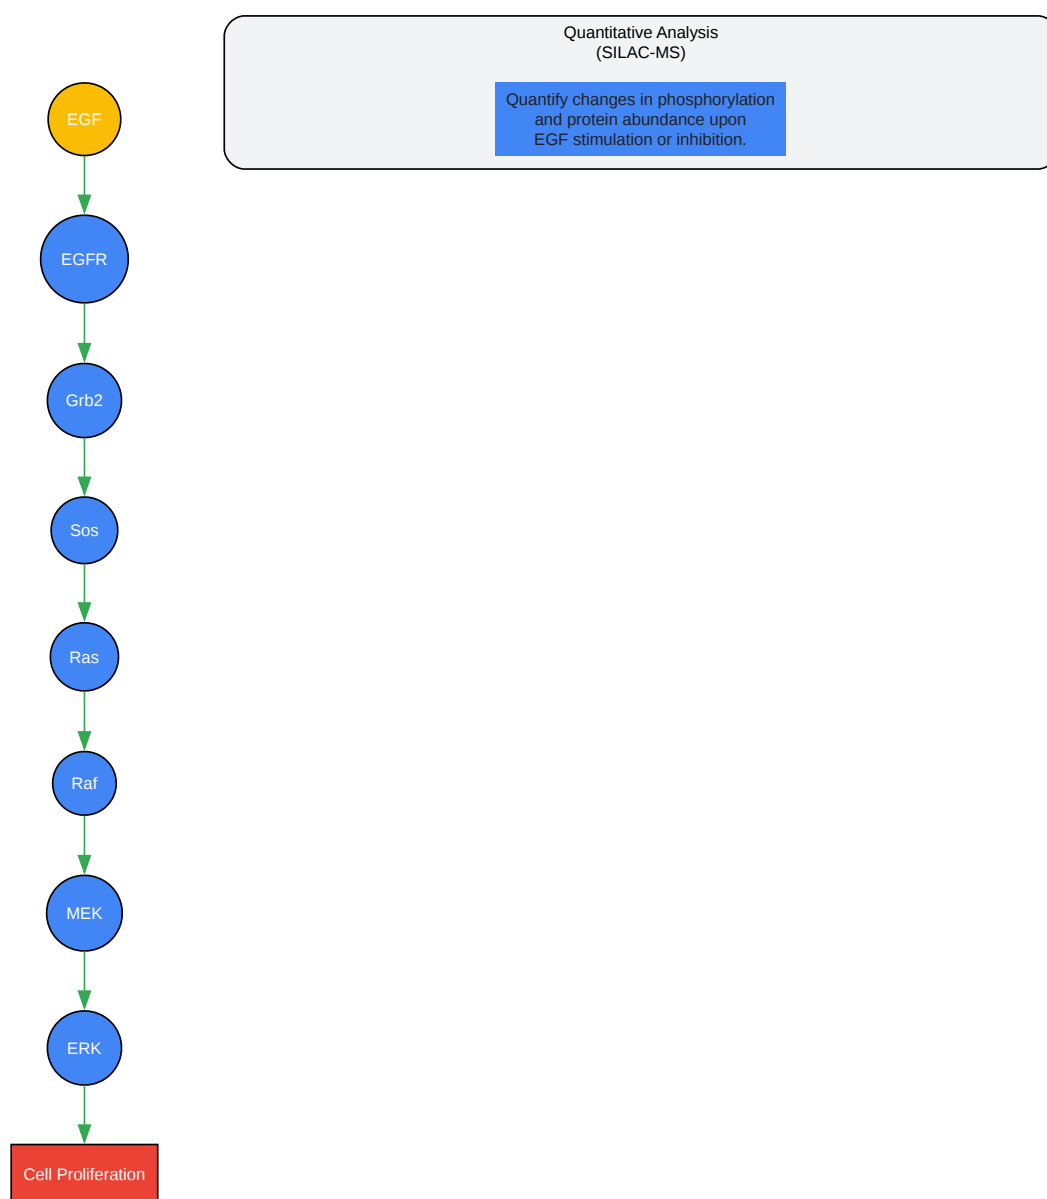 Quantitative Analysis
(SILAC-MS)
Quantify changes in phosphorylation
and protein abundance upon
EGF stimulation or inhibition.
EGF
EGFR
Grb2
Sos
Ras
Raf
MEK
ERK
Cell Proliferation